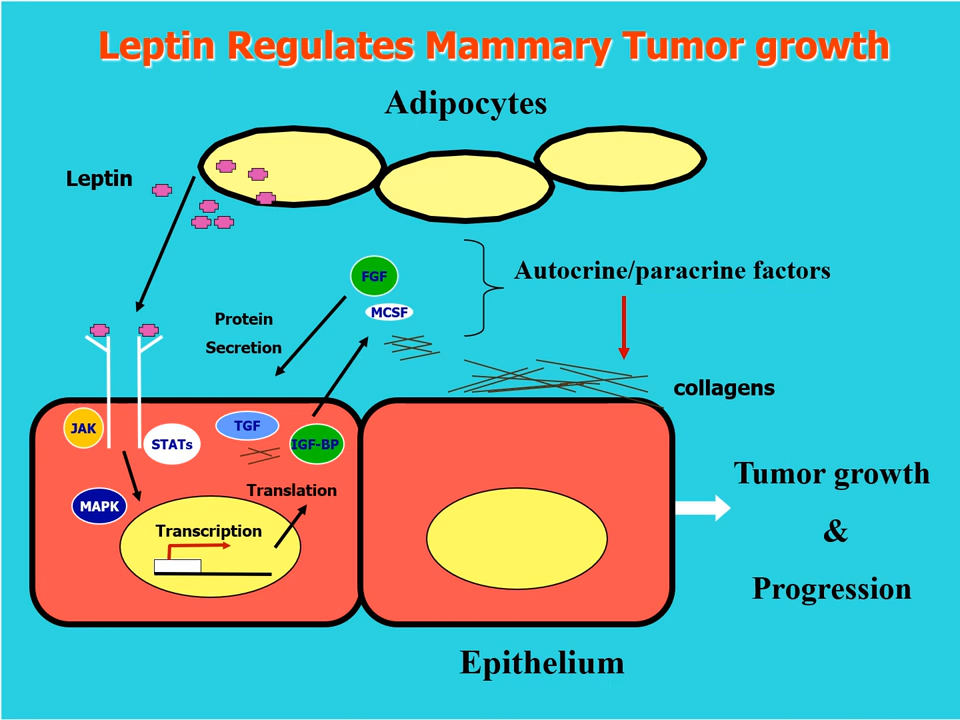 Leptin Regulates Mammary Tumor growth
Adipocytes
Leptin
FGF
Autocrine/paracrine factors
MCSF
Protein
Secretion
collagens
JAK
STATs
TGF
IGF-BP
Translation
MAPK
Transcription
Tumor growth
&
Progression
Epithelium